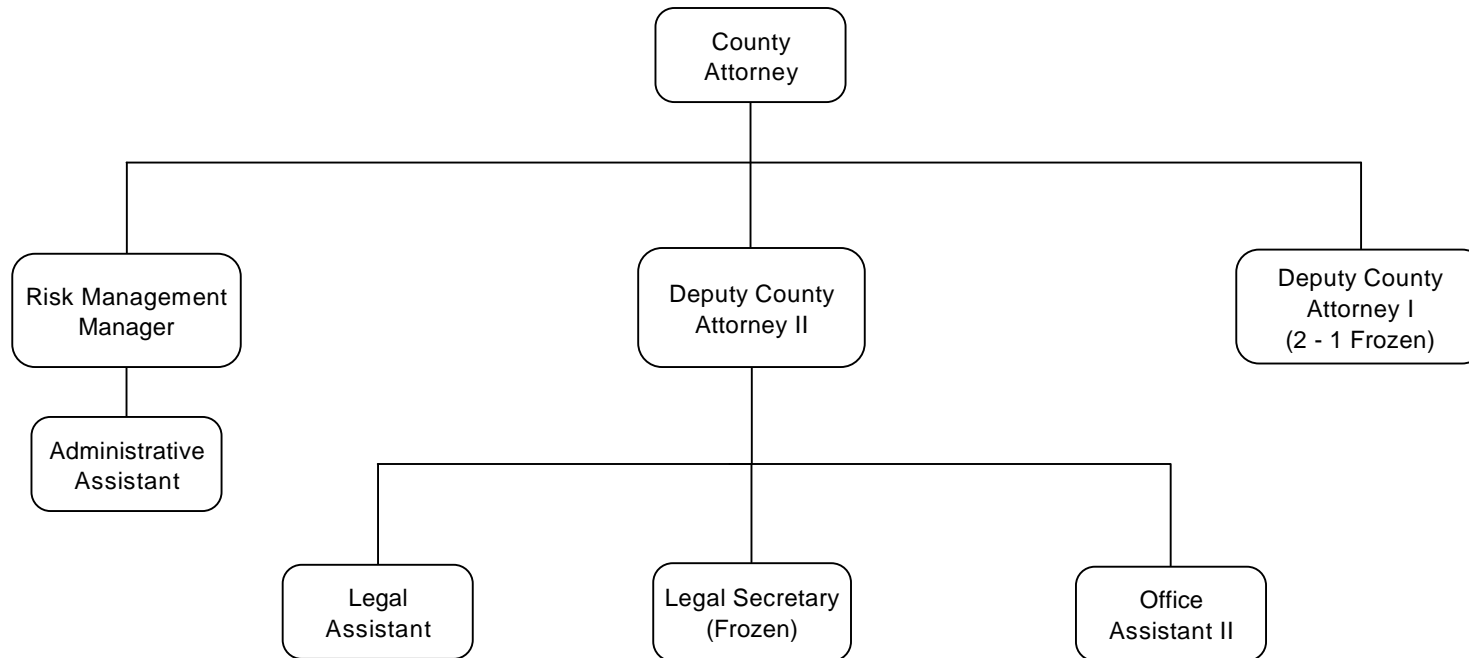 County
Attorney
Risk Management
Manager
Deputy County
Attorney II
Deputy County
Attorney I
(2 - 1 Frozen)
Administrative
Assistant
Legal
Assistant
Legal Secretary
(Frozen)
Office
Assistant II